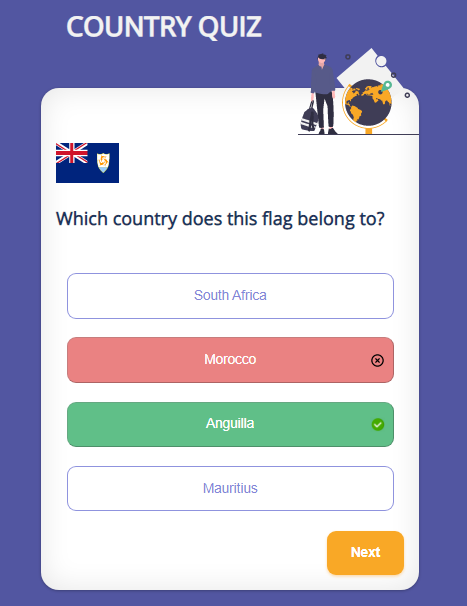 COUNTRY QUIZ
Which country does this flag belong to?
South Africa
Morocco
Anguilla
Mauritius
Next